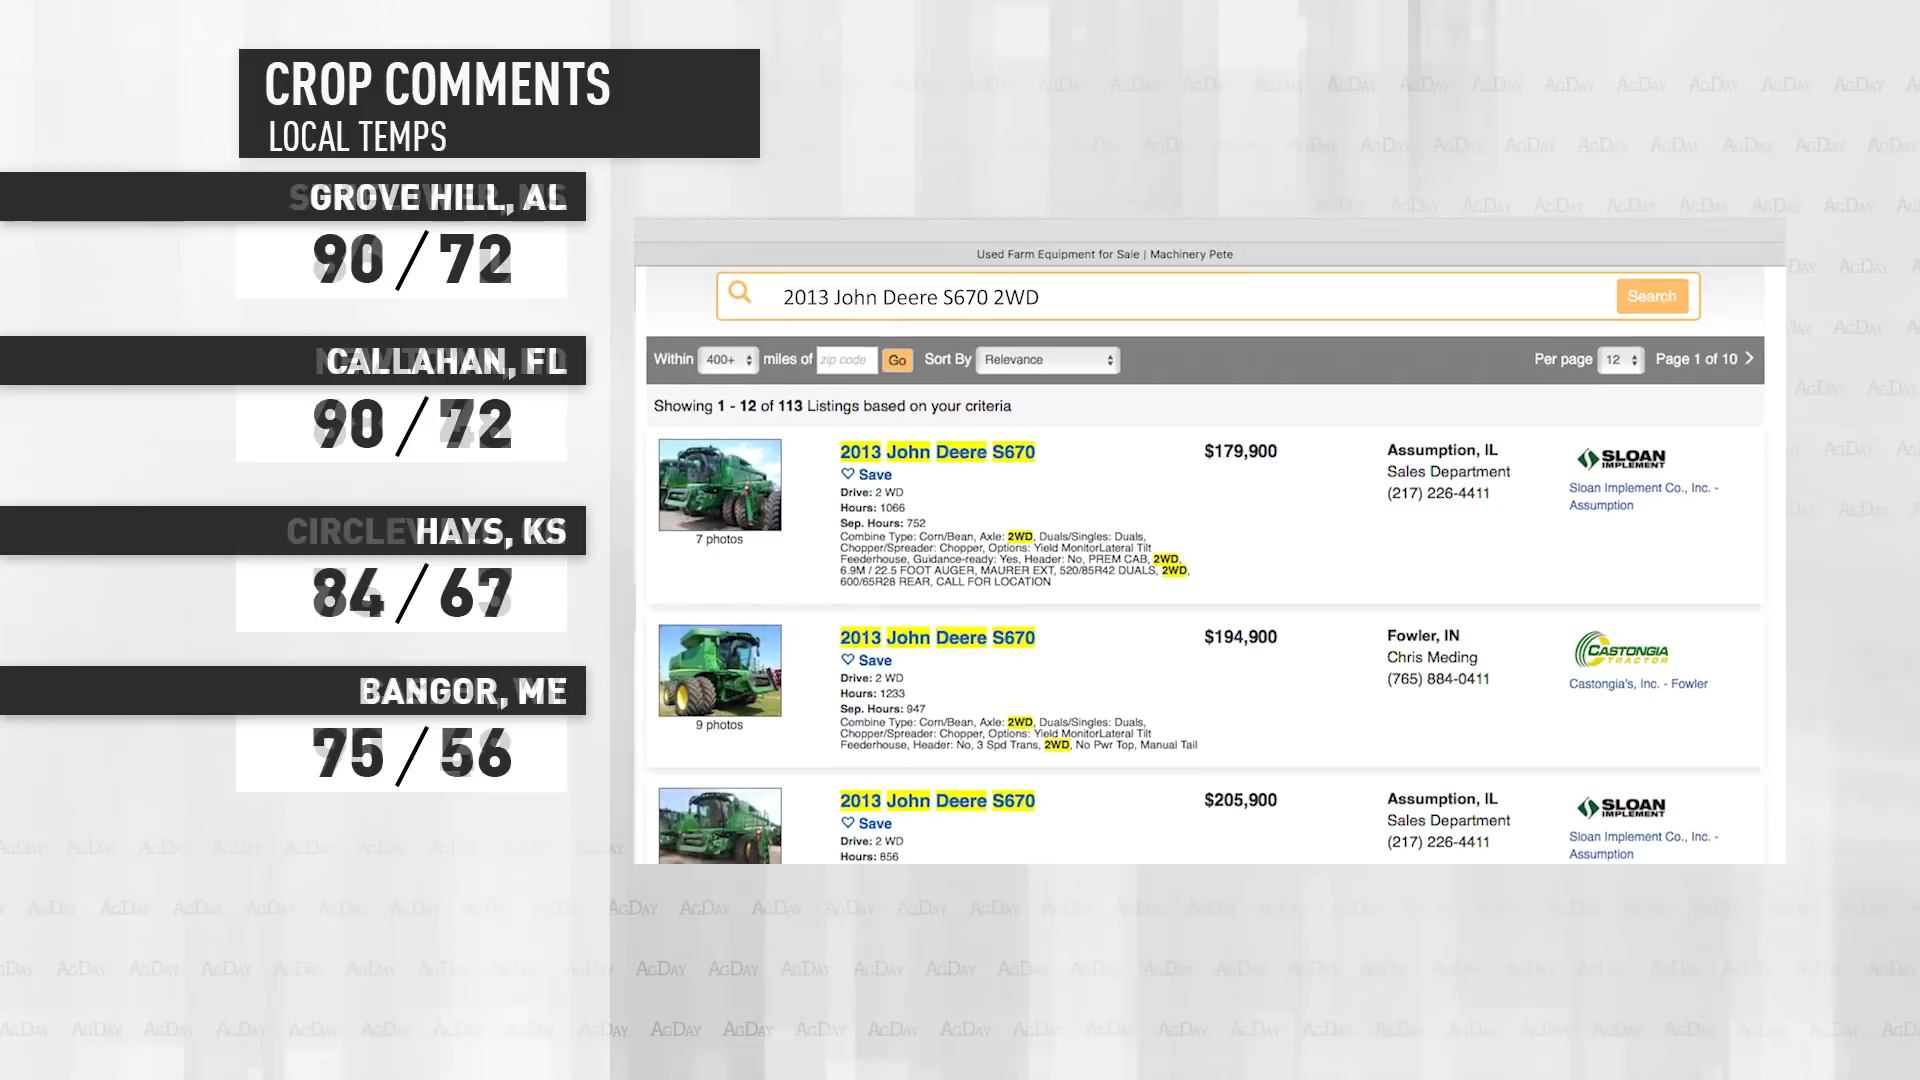 CROP COMMENTS
LOCAL TEMPS
GROVE HILL, AL
90 / 72
CALLAHAN, FL
90 / 72
HAYS, KS
84 / 67
BANGOR, ME
75 / 56
Used Farm Equipment for Sale | Machinery Pete
2013 John Deere S670 2WD
Search
Within 400+ miles of zip code Go Sort By Relevance Per page 12 Page 1 of 10 >
Showing 1 - 12 of 113 Listings based on your criteria
7 photos
2013 John Deere S670
Save
Drive: 2 WD
Hours: 1066
Sep. Hours: 752
Combine Type: Corn/Bean, Axle: 2WD, Duals/Singles: Duals,
Chopper/Spreader: Chopper, Options: Yield MonitorLateral Tilt
Feederhouse, Guidance-ready: Yes, Header: No, PREM CAB, 2WD,
6.9M / 22.5 FOOT AUGER, MAURER EXT, 520/85R42 DUALS, 2WD,
600/65R28 REAR, CALL FOR LOCATION
$179,900
Assumption, IL
Sales Department
(217) 226-4411
SLOAN
IMPLEMENT
Sloan Implement Co., Inc. -
Assumption
9 photos
2013 John Deere S670
Save
Drive: 2 WD
Hours: 1233
Sep. Hours: 947
Combine Type: Corn/Bean, Axle: 2WD, Duals/Singles: Duals,
Chopper/Spreader: Chopper, Options: Yield MonitorLateral Tilt
Feederhouse, Header: No, 3 Spd Trans, 2WD, No Pwr Top, Manual Tail
$194,900
Fowler, IN
Chris Meding
(765) 884-0411
CASTONGIA
TRACTOR
Castongia's, Inc. - Fowler
2013 John Deere S670
Save
Drive: 2 WD
Hours: 856
$205,900
Assumption, IL
Sales Department
(217) 226-4411
SLOAN
IMPLEMENT
Sloan Implement Co., Inc. -
Assumption
AGDAY